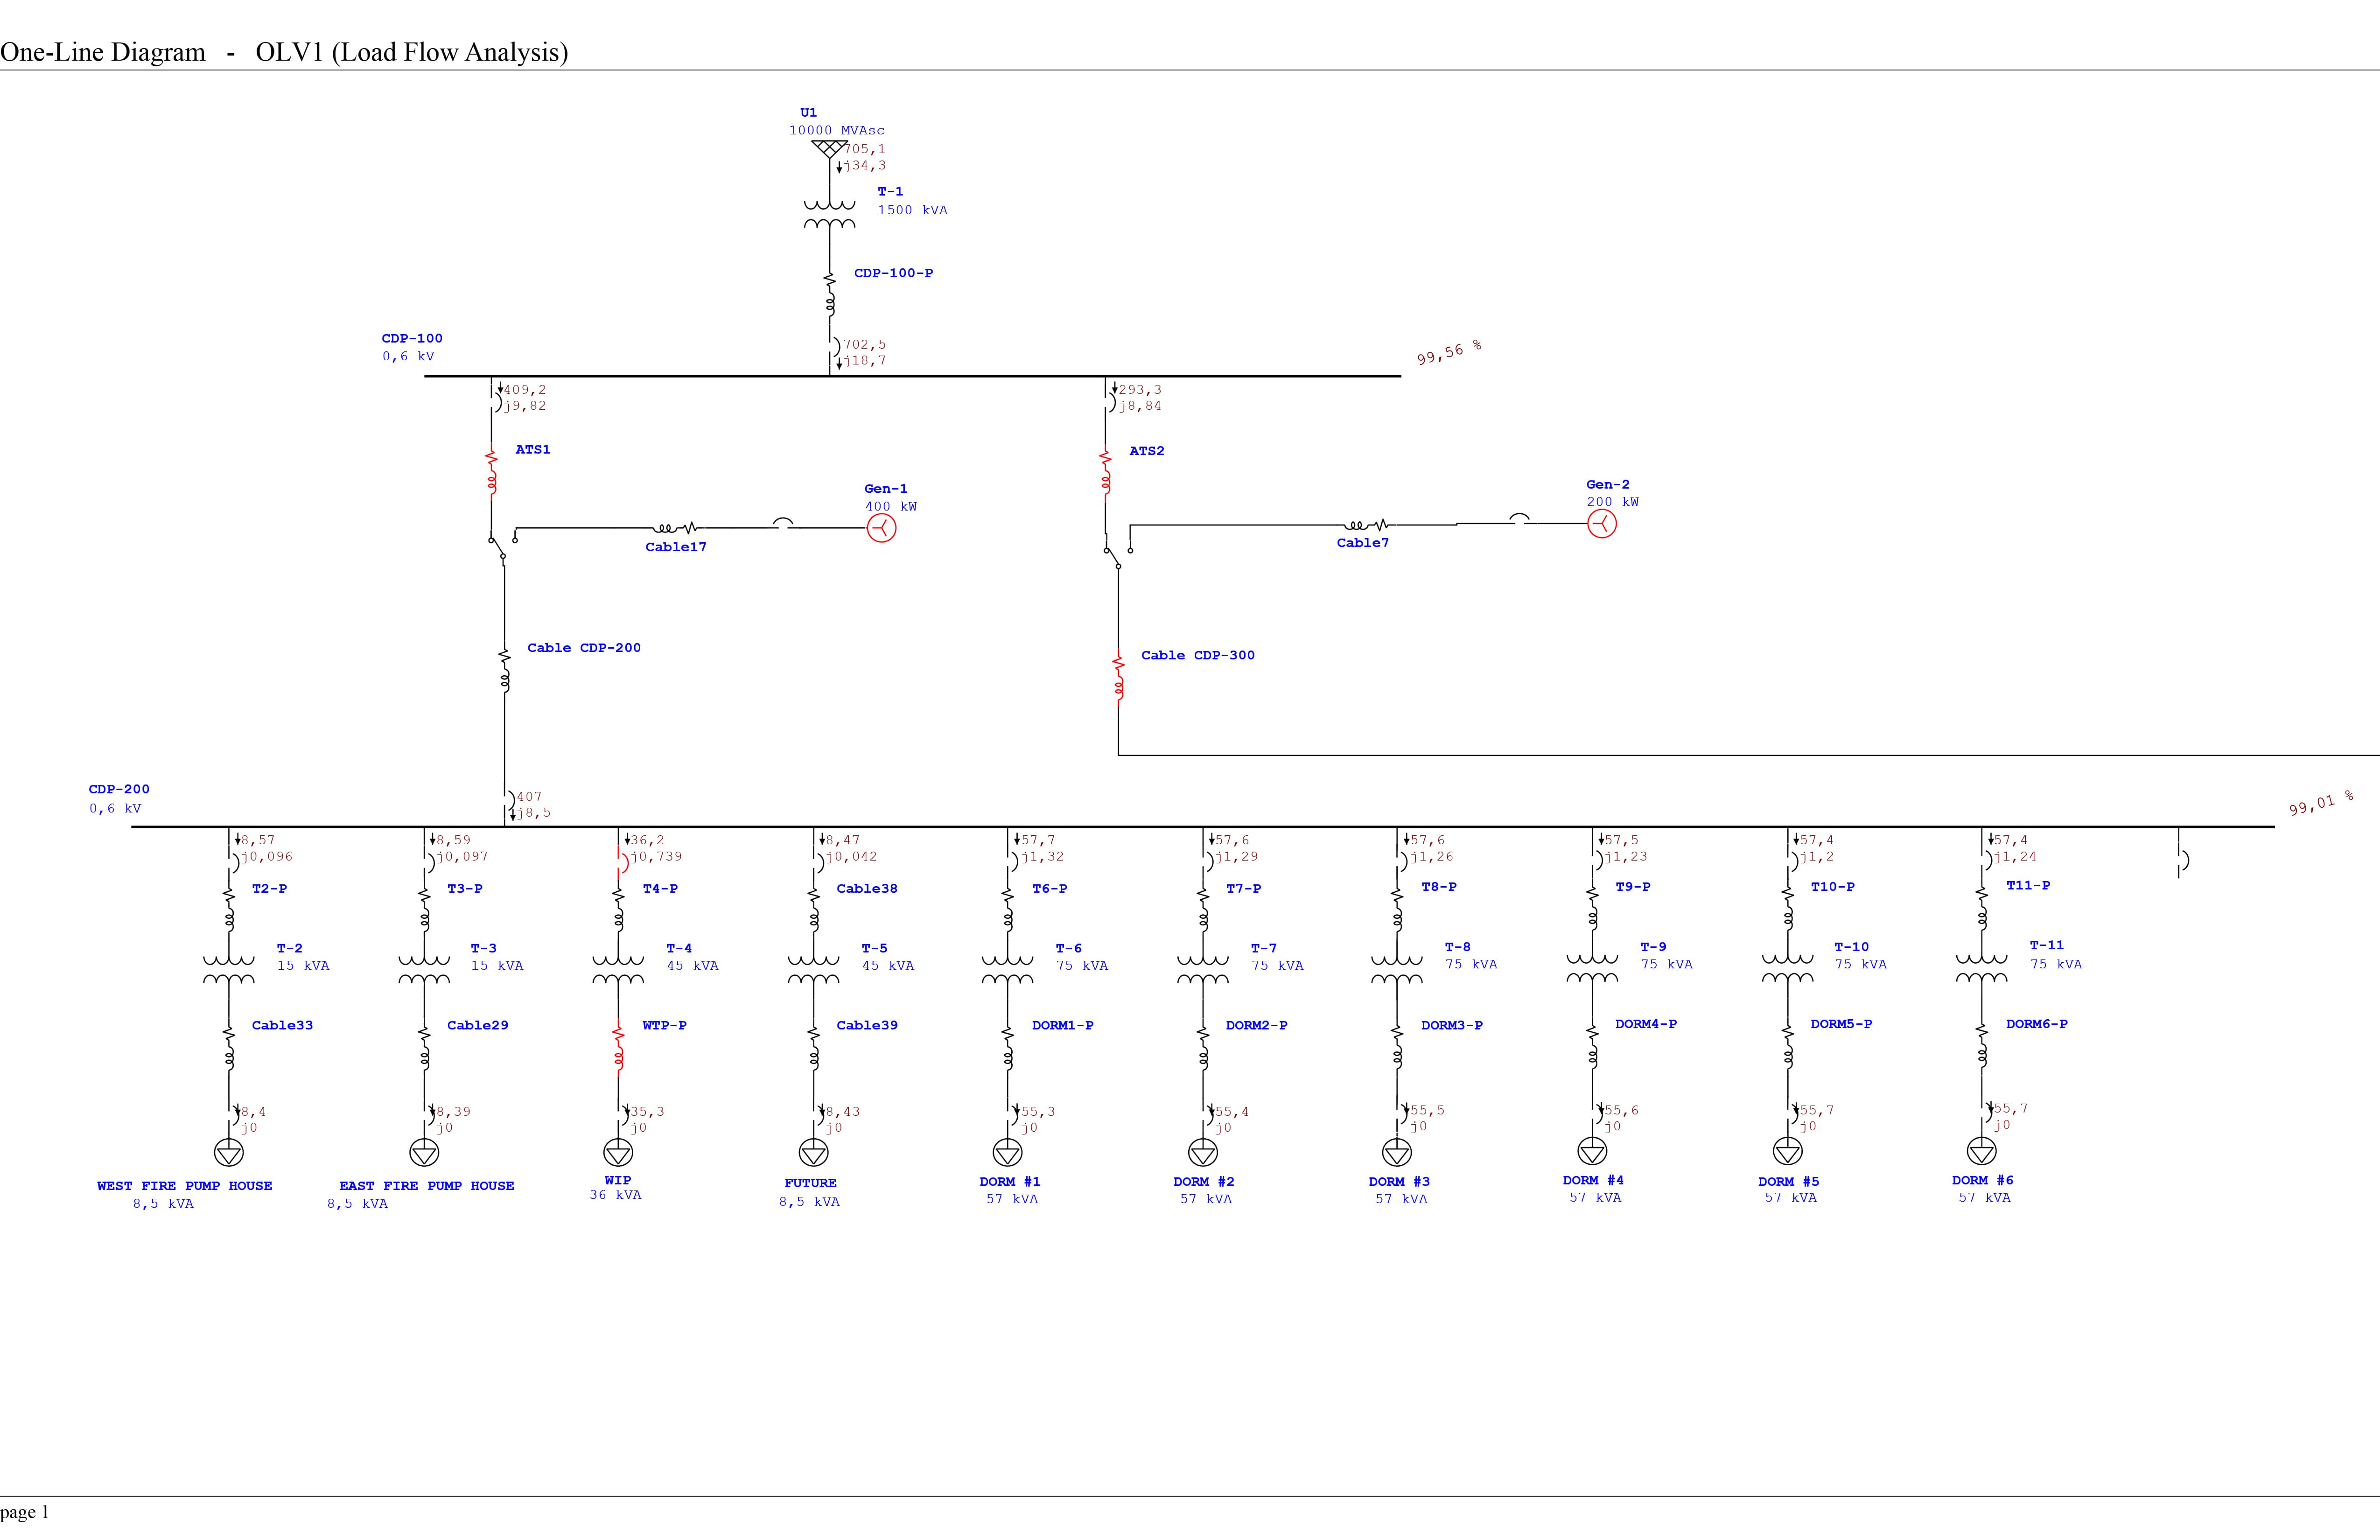 One-Line Diagram - OLV1 (Load Flow Analysis)
U1
10000 MVAsc
705,1
j34,3
T-1
1500 kVA
CDP-100-P
CDP-100
0,6 kV
702,5
j18,7
99,56 %
409,2
j9,82
293,3
j8,84
ATS1
ATS2
Gen-1
400 kW
Gen-2
200 kW
Cable17
Cable7
Cable CDP-200
Cable CDP-300
CDP-200
0,6 kV
407
j8,5
99,01 %
8,57
j0,096
8,59
j0,097
36,2
j0,739
8,47
j0,042
57,7
j1,32
57,6
j1,29
57,6
j1,26
57,5
j1,23
57,4
j1,2
57,4
j1,24
T2-P
T3-P
T4-P
Cable38
T6-P
T7-P
T8-P
T9-P
T10-P
T11-P
T-2
15 kVA
T-3
15 kVA
T-4
45 kVA
T-5
45 kVA
T-6
75 kVA
T-7
75 kVA
T-8
75 kVA
T-9
75 kVA
T-10
75 kVA
T-11
75 kVA
Cable33
Cable29
WTP-P
Cable39
DORM1-P
DORM2-P
DORM3-P
DORM4-P
DORM5-P
DORM6-P
8,4
j0
8,39
j0
35,3
j0
8,43
j0
55,3
j0
55,4
j0
55,5
j0
55,6
j0
55,7
j0
55,7
j0
WEST FIRE PUMP HOUSE
8,5 kVA
EAST FIRE PUMP HOUSE
8,5 kVA
WIP
36 kVA
FUTURE
8,5 kVA
DORM #1
57 kVA
DORM #2
57 kVA
DORM #3
57 kVA
DORM #4
57 kVA
DORM #5
57 kVA
DORM #6
57 kVA
page 1